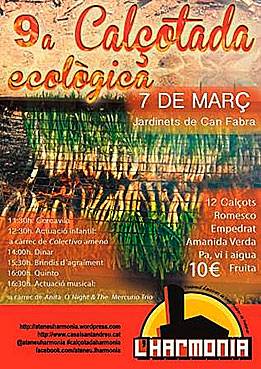 9a Calçotada
ecològica
7 DE MARÇ
Jardinets de Can Fabra
12 Calçots
Romesco
Empedrat
Amanida Verda
Pa, vi i aigua
10€ Fruita
11:30h: Cercavila
12:30h: Actuació infantil:
a càrrec de Colectivo ameno
14:00h: Dinar
15:30h: Brindis d'agraïment
16:00h: Quinto
16:30h: Actuació musical:
a càrrec de Anita O'Night & The Mercurio Trio
http://ateneuharmonia.wordpress.com
http://www.casalsantandreu.cat
@ateneuharmonia #calçotadaharmonia
facebook.com/ateneu.lharmonia
L'HARMONIA